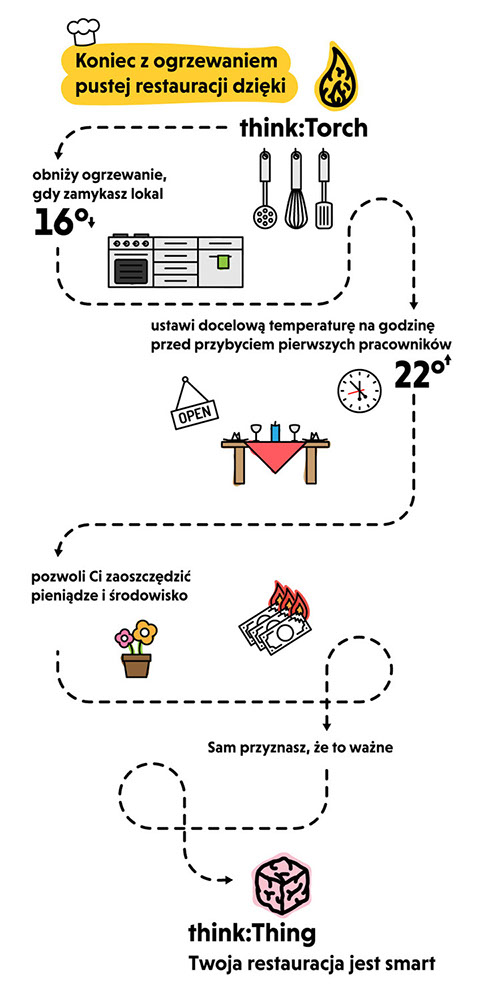 Koniec z ogrzewaniem
pustej restauracji dzięki
think:Torch
obniży ogrzewanie,
gdy zamykasz lokal
16°
ustawi docelową temperaturę na godzinę
przed przybyciem pierwszych pracowników
22°
OPEN
pozwoli Ci zaoszczędzić
pieniądze i środowisko
Sam przyznasz, że to ważne
think:Thing
Twoja restauracja jest smart